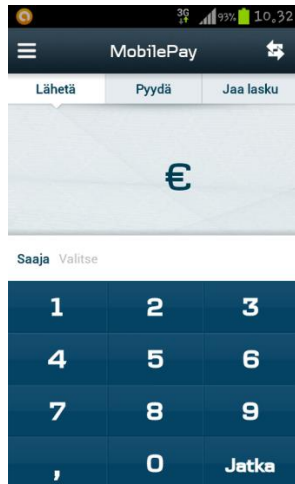 3G 93% 10.32
MobilePay
Lähetä Pyydä Jaa lasku
€
Saaja Valitse
1 2 3
4 5 6
7 8 9
, 0 Jatka